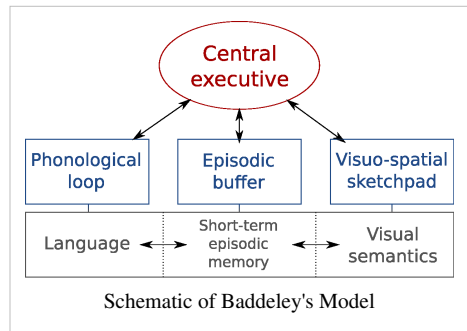 Central
executive
Phonological
loop
Episodic
buffer
Visuo-spatial
sketchpad
Language
Short-term
episodic
memory
Visual
semantics
Schematic of Baddeley's Model